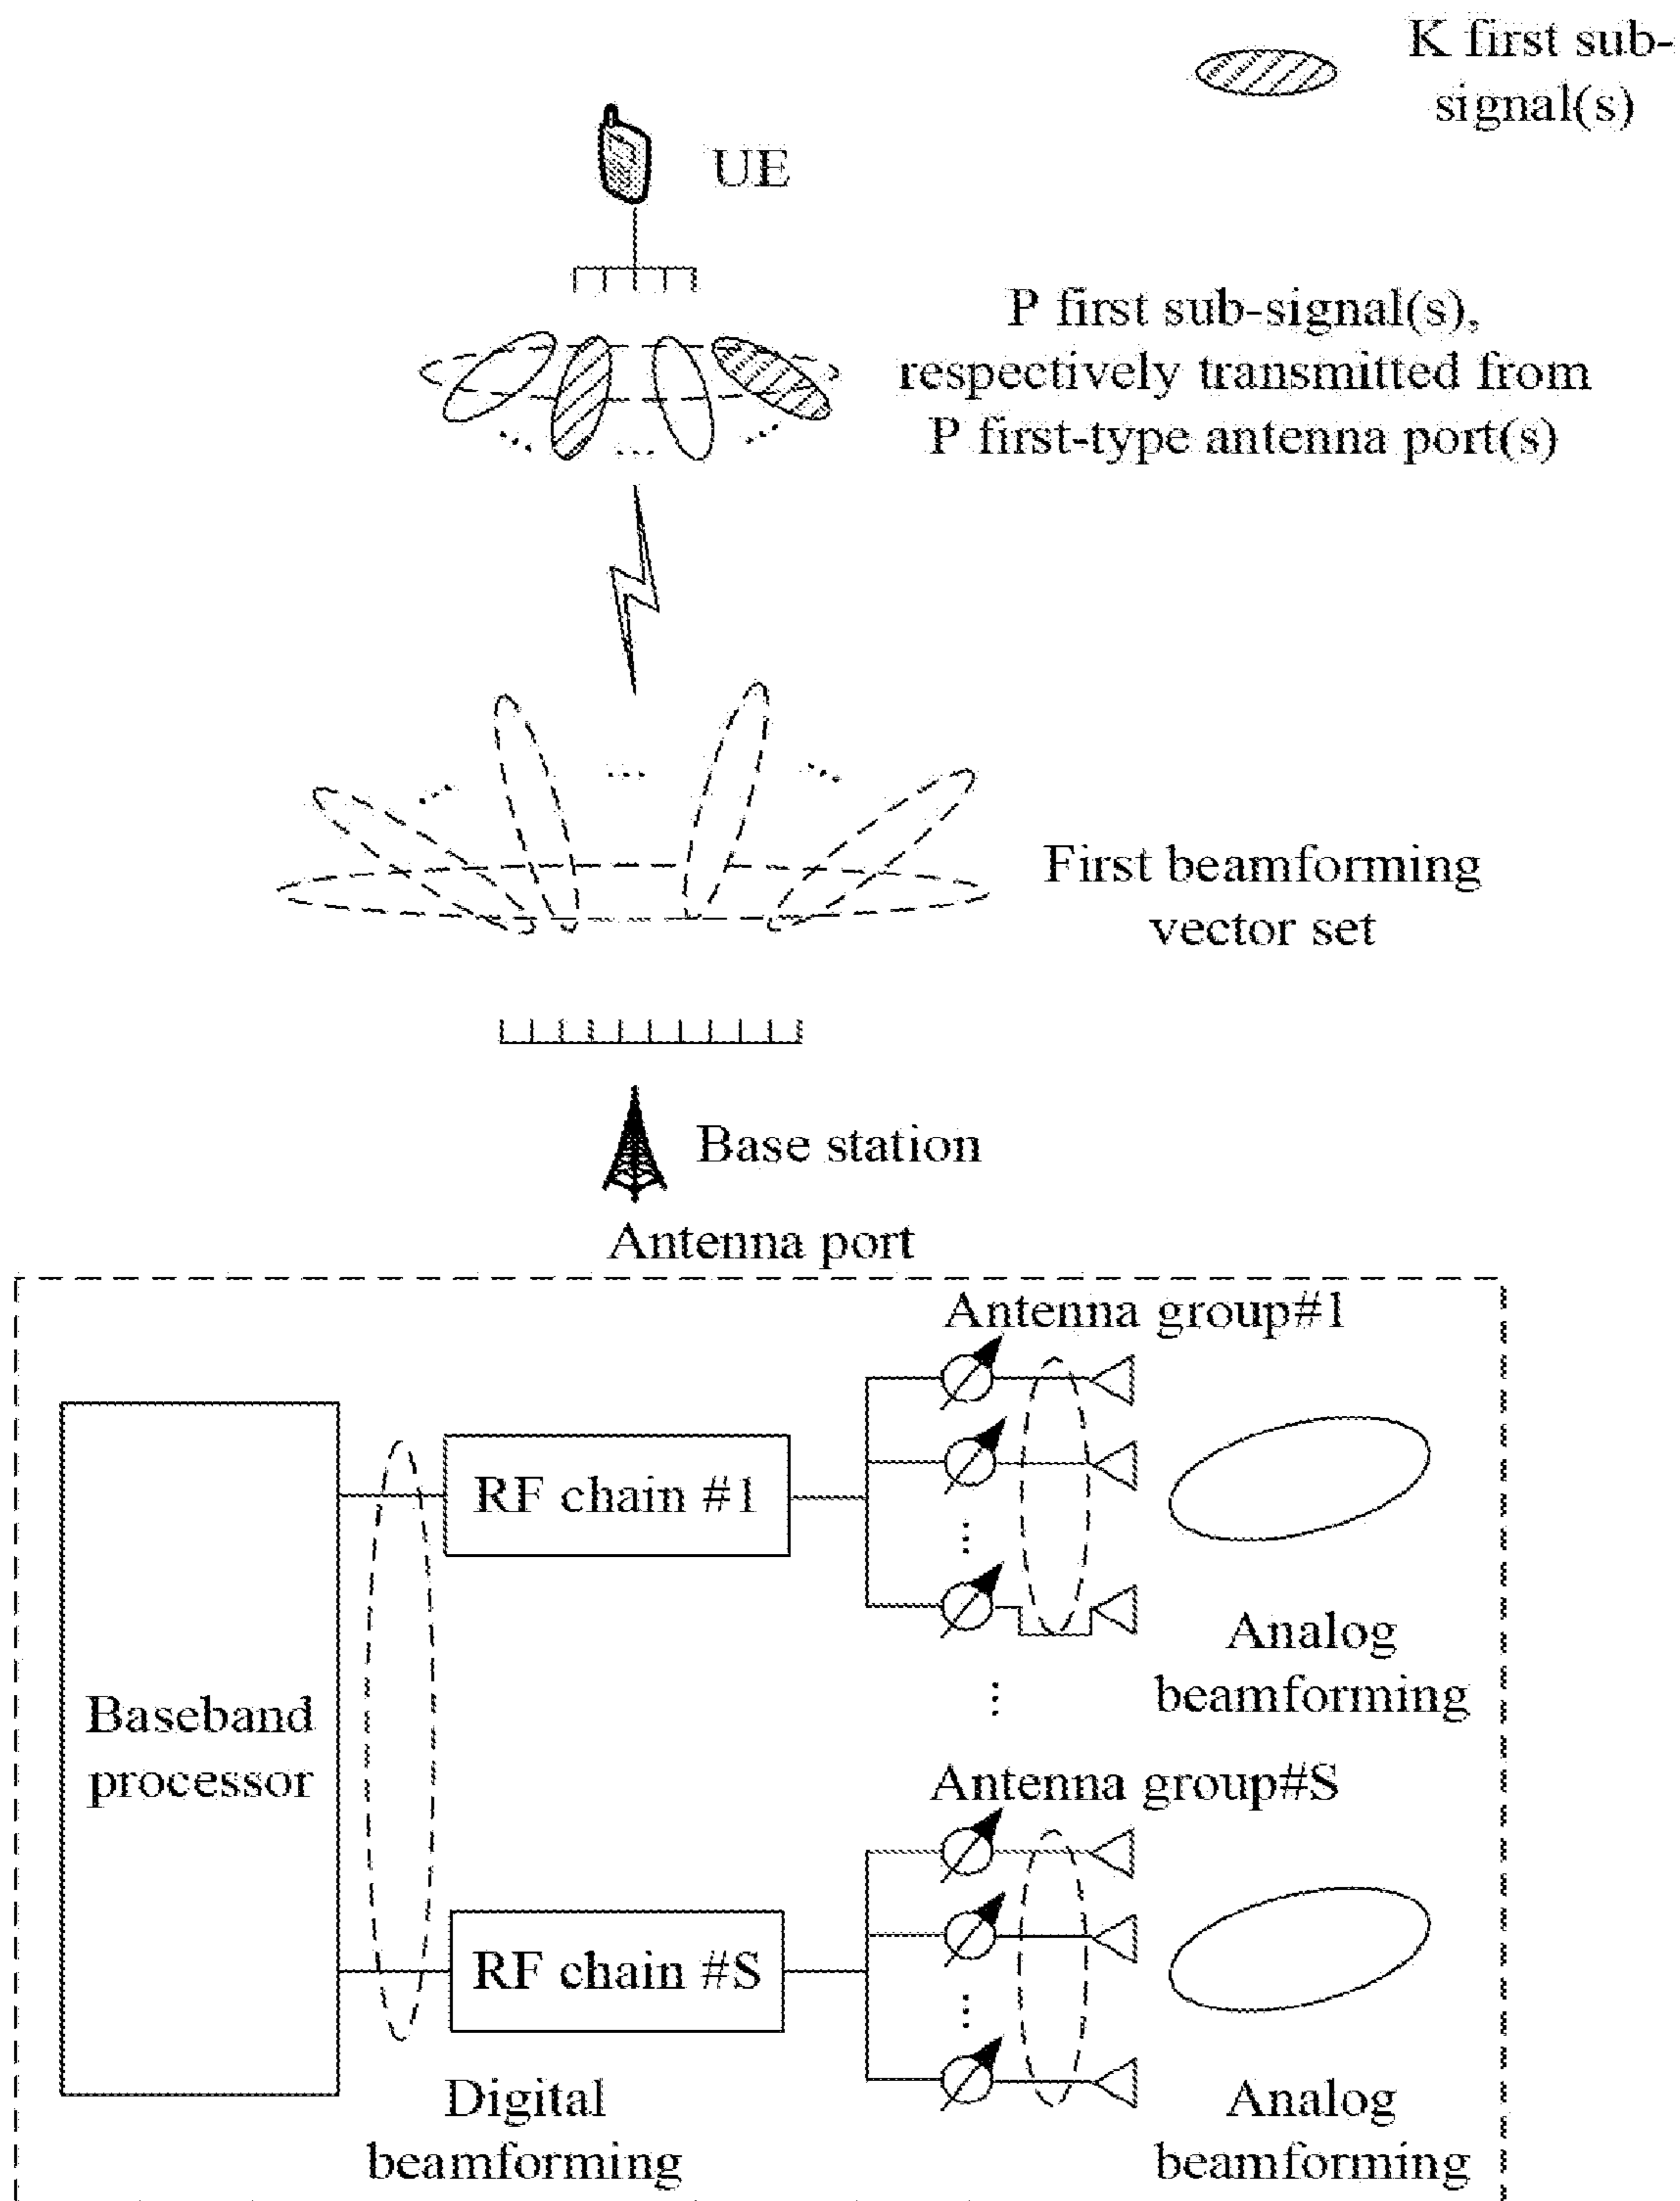 K first sub-
signal(s)
UE
P first sub-signal(s),
respectively transmitted from
P first-type antenna port(s)
First beamforming
vector set
Base station
Antenna port
Antenna group#1
RF chain #1
Analog
beamforming
Baseband
processor
Antenna group#S
RF chain #S
Digital
beamforming
Analog
beamforming